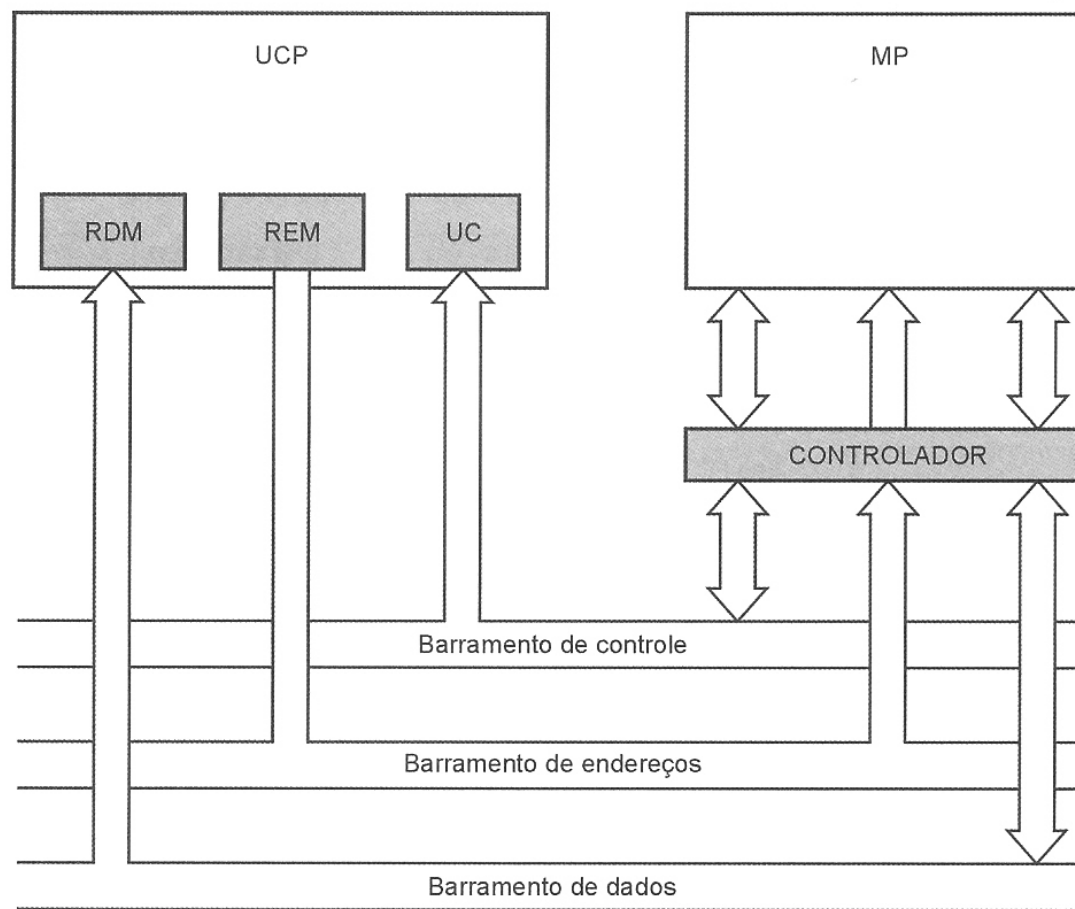 UCP
MP
RDM
REM
UC
CONTROLADOR
Barramento de controle
Barramento de endereços
Barramento de dados